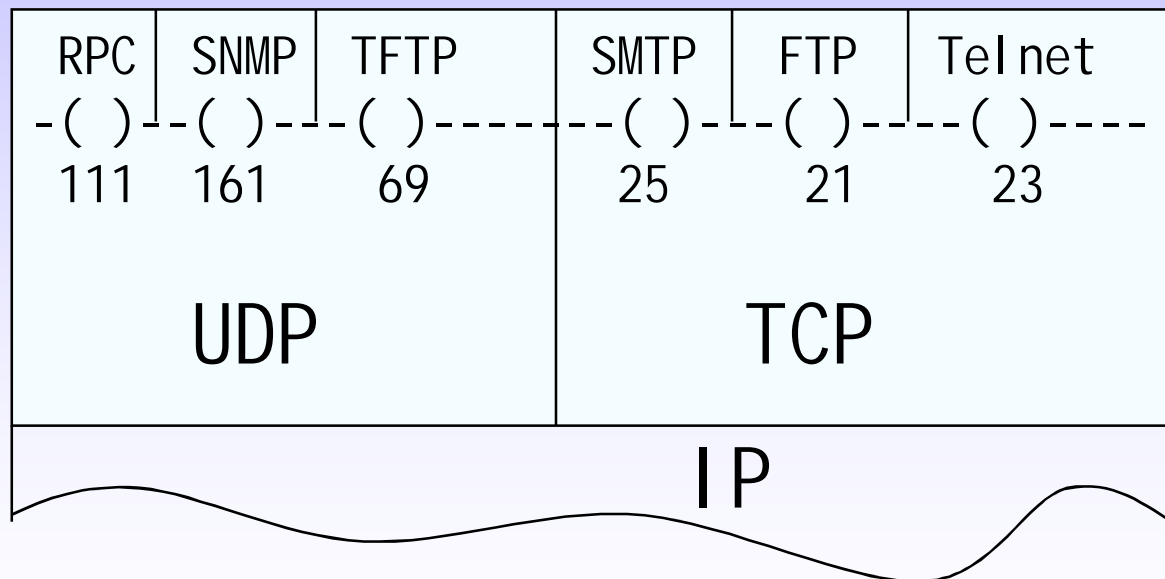 RPC SNMP TFTP SMTP FTP Telnet
-( )--( )---( )-------( )---( )----( )----
111 161 69 25 21 23
UDP TCP
IP